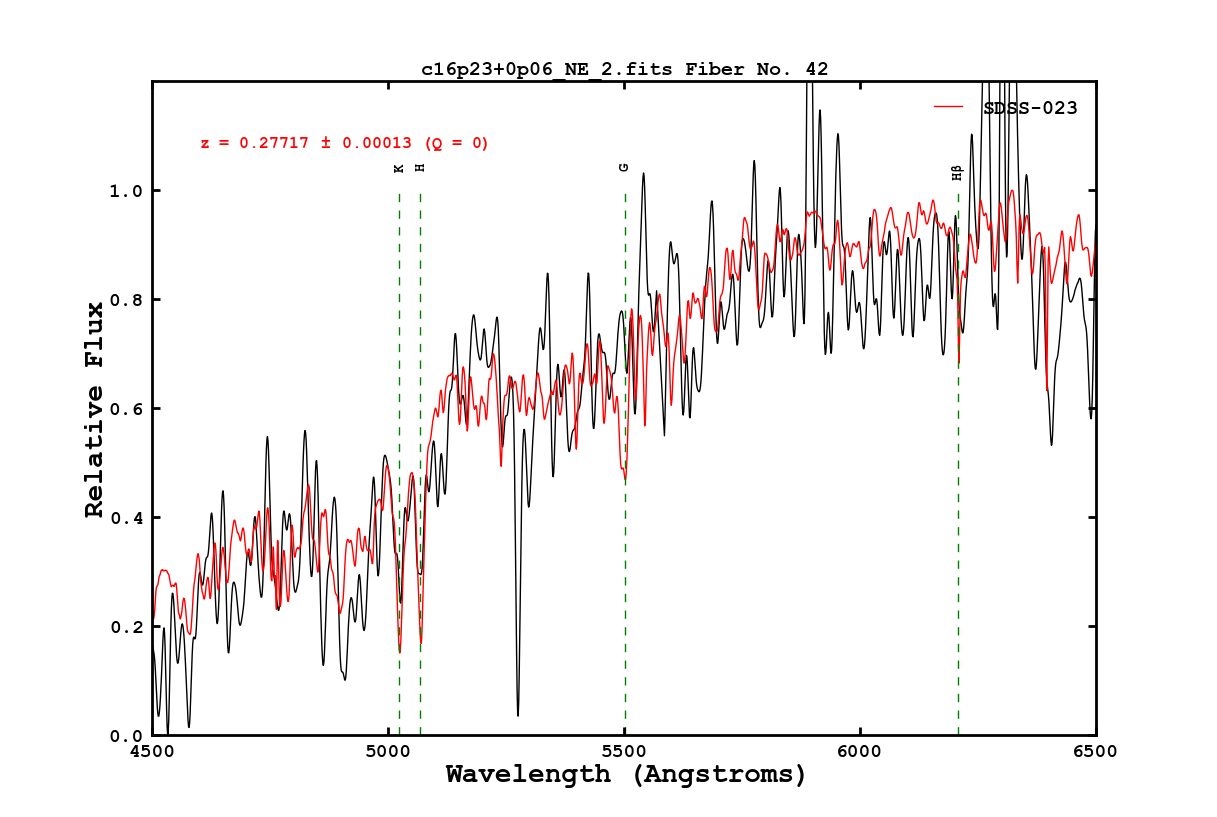 c16p23+0p06_NE_2.fits Fiber No. 42
SDSS-023
z = 0.27717 ± 0.00013 (Q = 0)
K
H
G
Hβ
1.0
0.8
0.6
0.4
0.2
0.0
Relative Flux
4500
5000
5500
6000
6500
Wavelength (Angstroms)